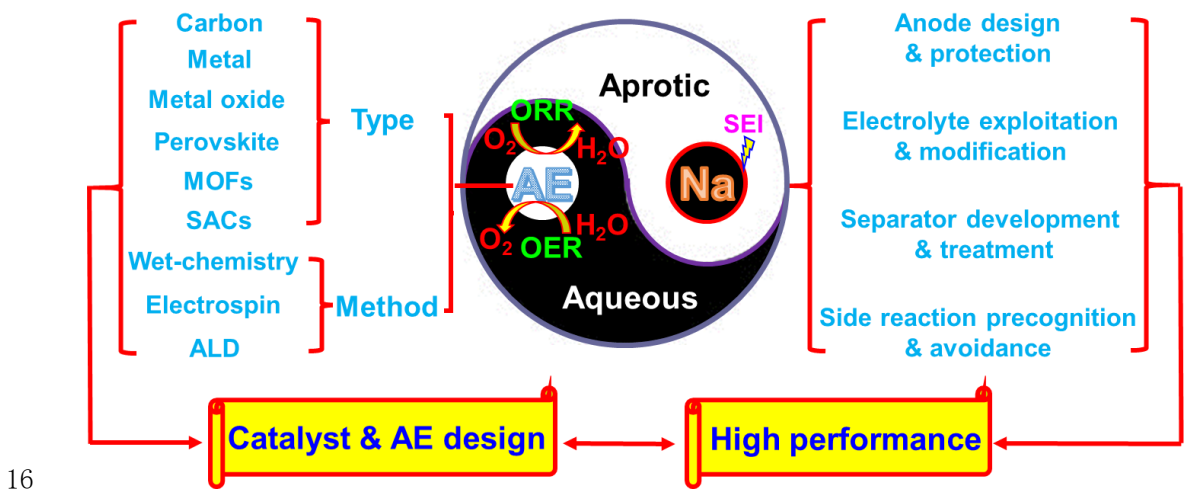 Carbon
Metal
Metal oxide
Perovskite
MOFs
SACs
Type
Wet-chemistry
Electrospin
ALD
Method
Aprotic
SEI
Na
ORR
O₂
H₂O
AE
O₂
H₂O
OER
Aqueous
Anode design
& protection
Electrolyte exploitation
& modification
Separator development
& treatment
Side reaction precognition
& avoidance
Catalyst & AE design
High performance
16